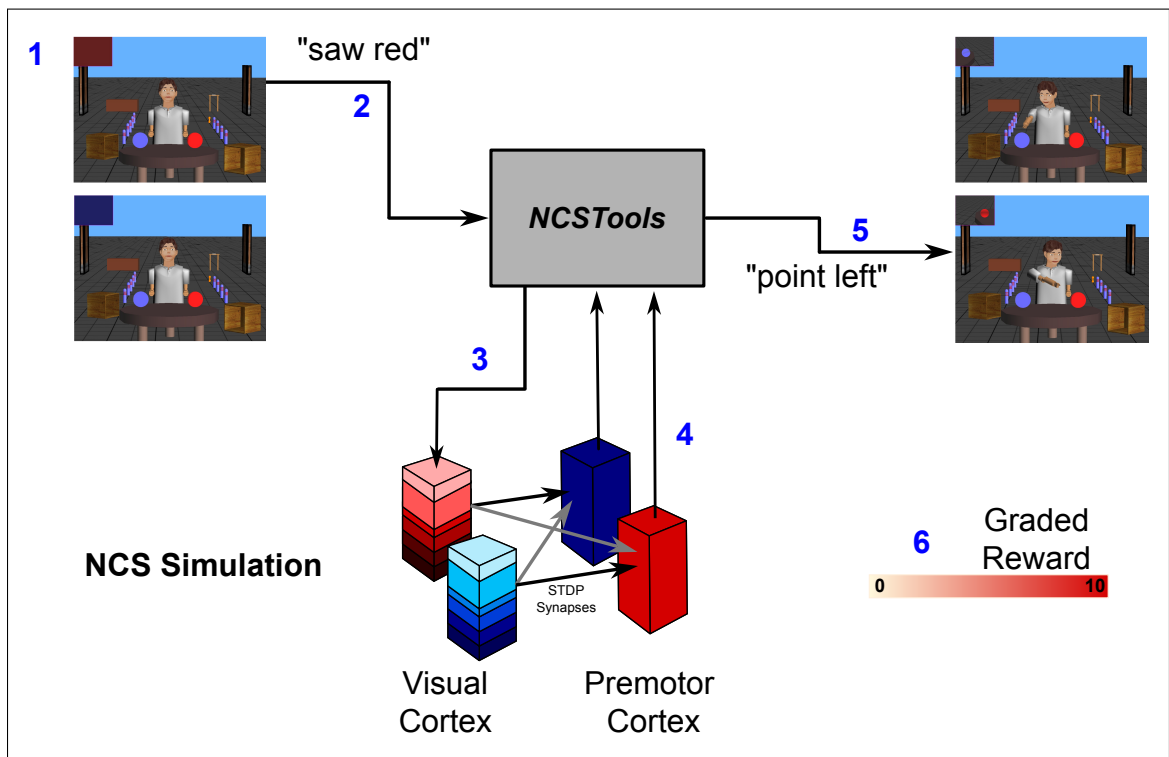 1
"saw red"
2
NCSTools
5
"point left"
3
4
NCS Simulation
STDP
Synapses
Visual
Cortex
Premotor
Cortex
6
Graded
Reward
0
10